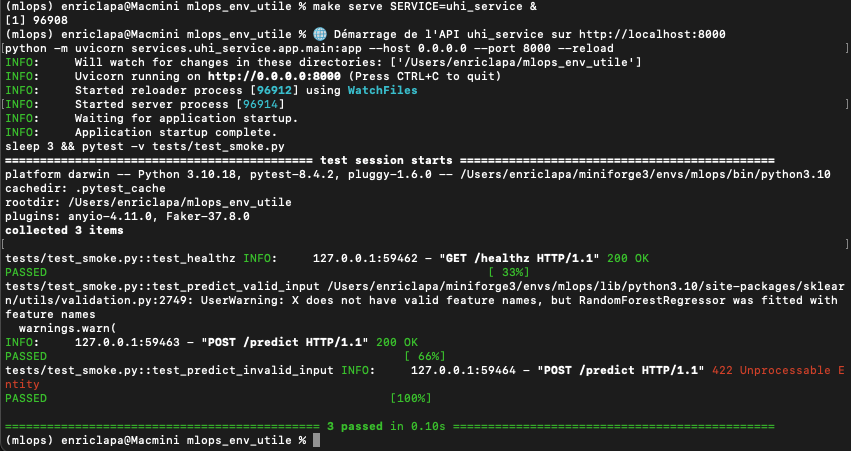 (mlops) enriclapa@Macmini mlops_env_utile % make serve SERVICE=uhi_service &
[1] 96908
(mlops) enriclapa@Macmini mlops_env_utile % 🌐 Démarrage de l'API uhi_service sur http://localhost:8000
python -m uvicorn services.uhi_service.app.main:app --host 0.0.0.0 --port 8000 --reload
INFO:     Will watch for changes in these directories: ['/Users/enriclapa/mlops_env_utile']
INFO:     Uvicorn running on http://0.0.0.0:8000 (Press CTRL+C to quit)
INFO:     Started reloader process [96912] using WatchFiles
INFO:     Started server process [96914]
INFO:     Waiting for application startup.
INFO:     Application startup complete.
sleep 3 && pytest -v tests/test_smoke.py
============================================ test session starts =============================================
platform darwin -- Python 3.10.18, pytest-8.4.2, pluggy-1.6.0 -- /Users/enriclapa/miniforge3/envs/mlops/bin/python3.10
cachedir: .pytest_cache
rootdir: /Users/enriclapa/mlops_env_utile
plugins: anyio-4.11.0, Faker-37.8.0
collected 3 items
tests/test_smoke.py::test_healthz INFO:     127.0.0.1:59462 - "GET /healthz HTTP/1.1" 200 OK
PASSED                                                                [ 33%]
tests/test_smoke.py::test_predict_valid_input /Users/enriclapa/miniforge3/envs/mlops/lib/python3.10/site-packages/sklear
n/utils/validation.py:2749: UserWarning: X does not have valid feature names, but RandomForestRegressor was fitted with
feature names
  warnings.warn(
INFO:     127.0.0.1:59463 - "POST /predict HTTP/1.1" 200 OK
PASSED                                                    [ 66%]
tests/test_smoke.py::test_predict_invalid_input INFO:     127.0.0.1:59464 - "POST /predict HTTP/1.1" 422 Unprocessable E
ntity
PASSED                                                  [100%]
============================================= 3 passed in 0.10s ==============================================
(mlops) enriclapa@Macmini mlops_env_utile %